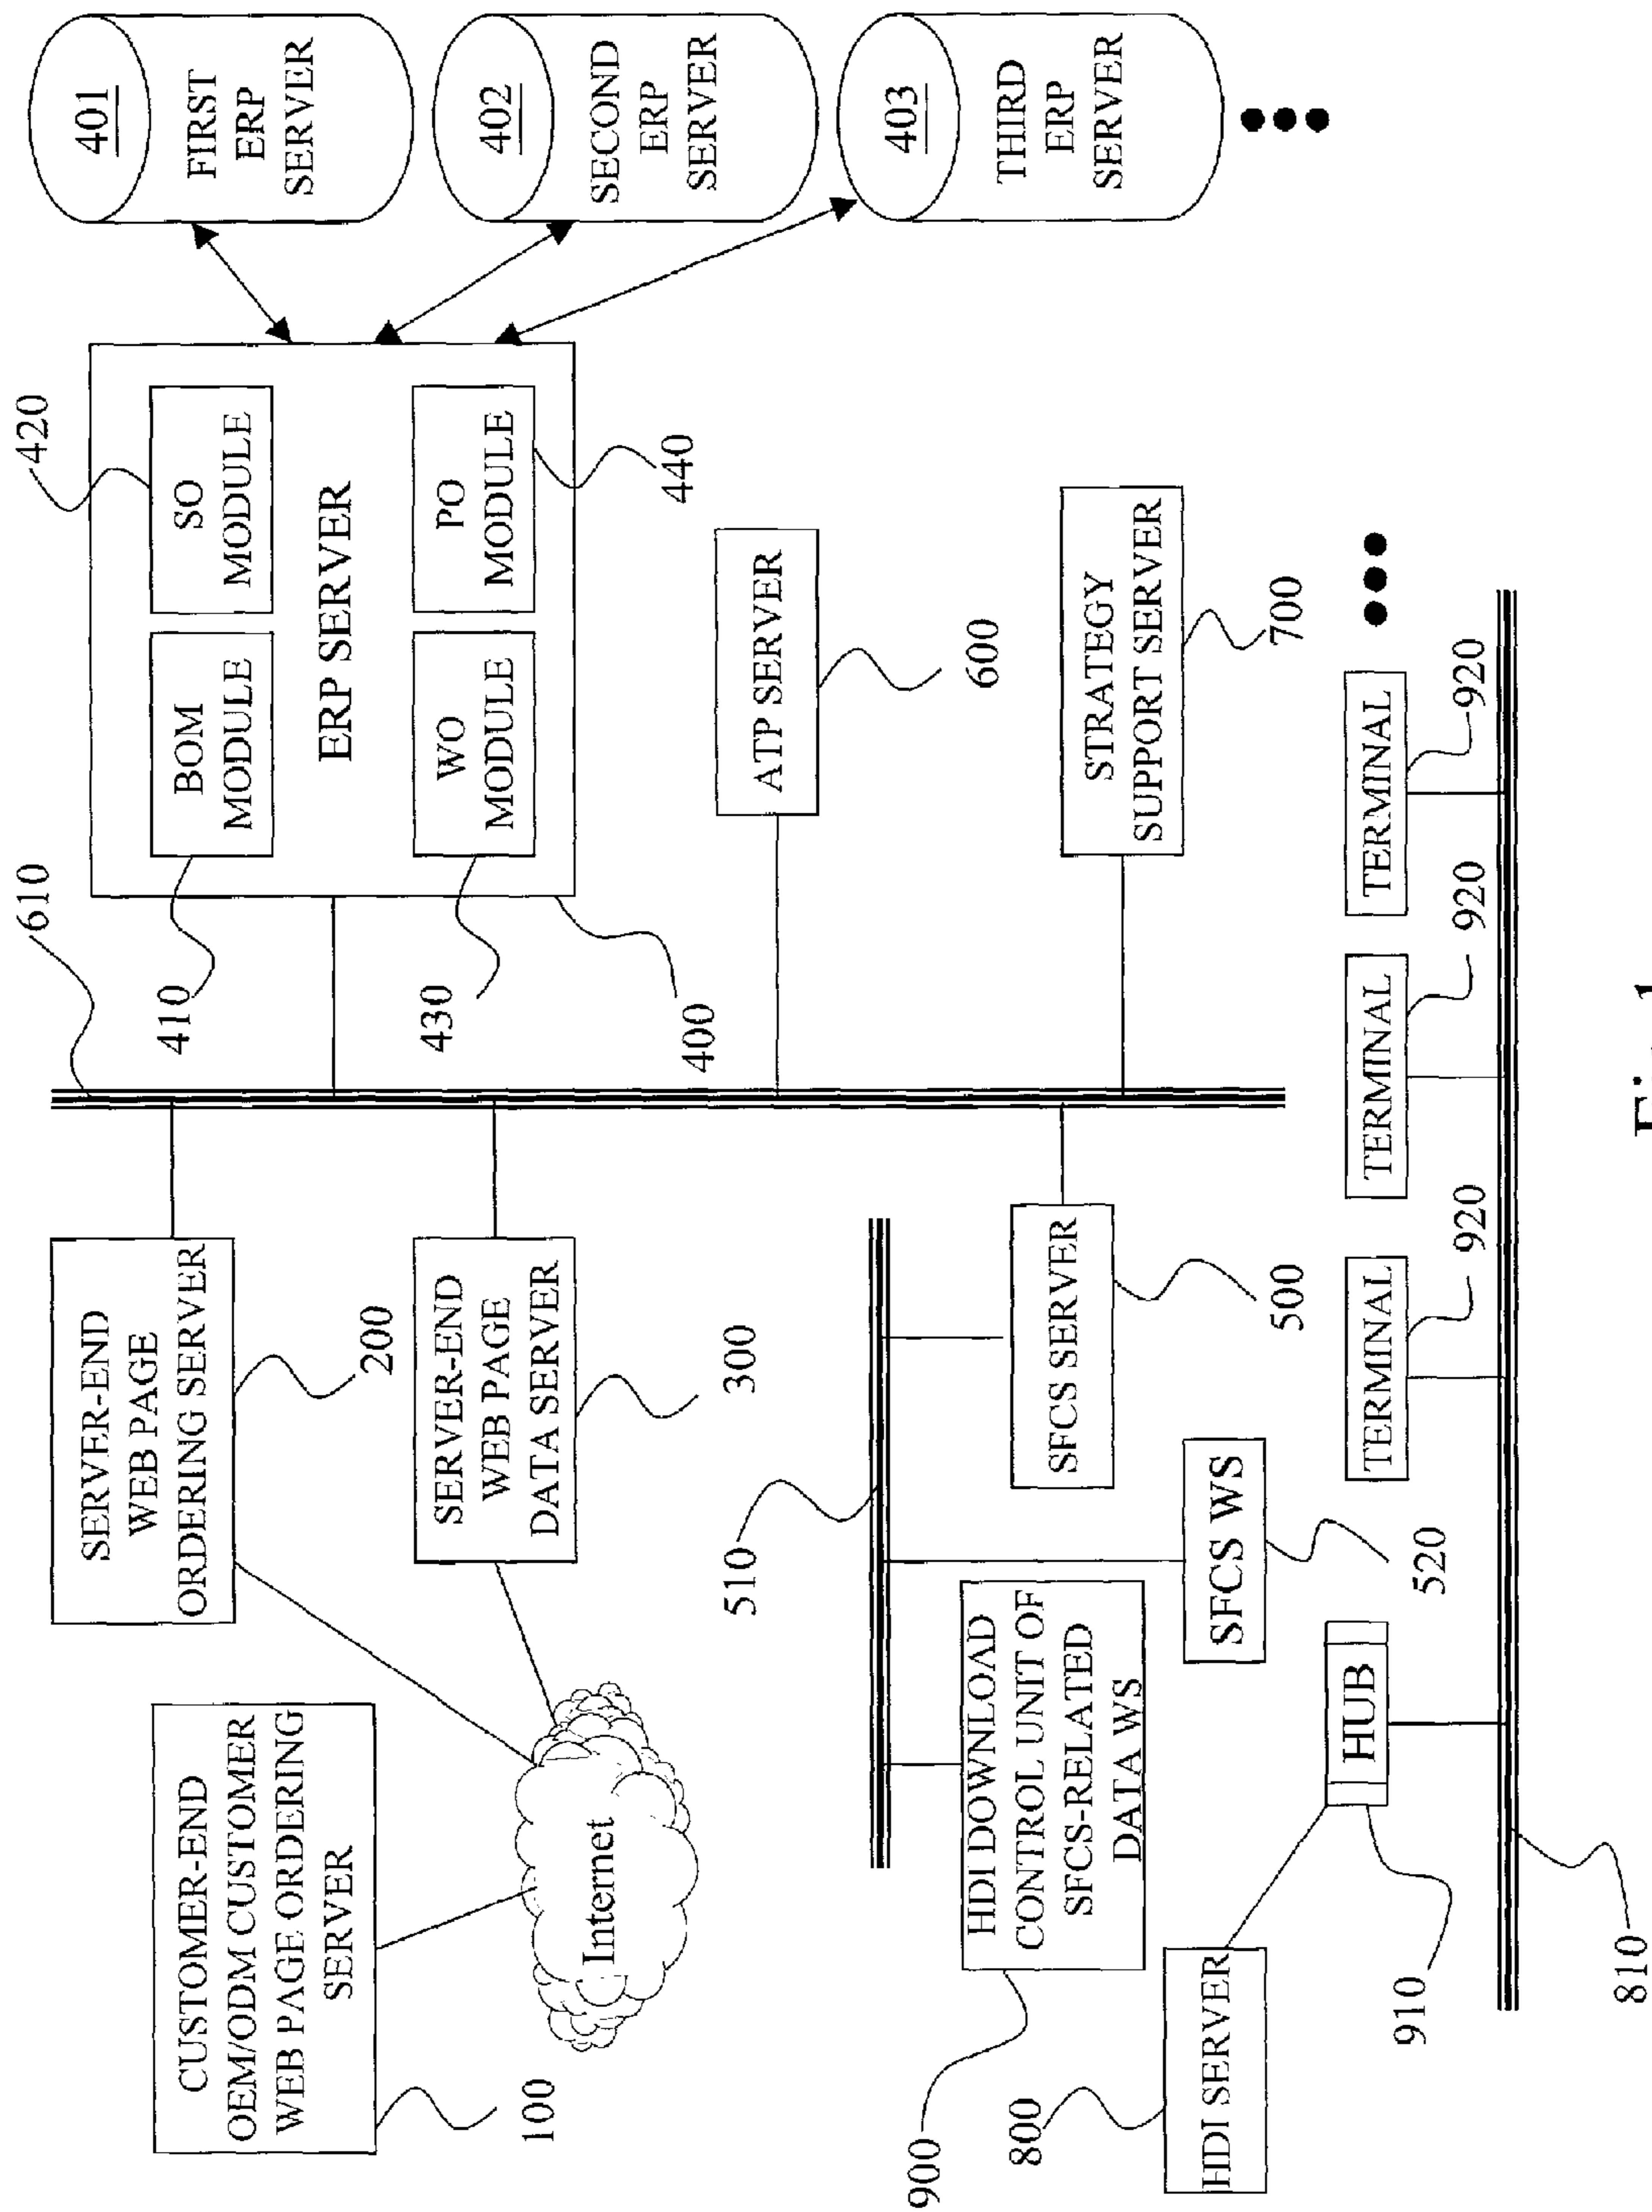 CUSTOMER-END
OEM/ODM CUSTOMER
WEB PAGE ORDERING
SERVER
100
Internet
SERVER-END
WEB PAGE
ORDERING SERVER
200
SERVER-END
WEB PAGE
DATA SERVER
300
610
410
430
400
BOM
MODULE
SO
MODULE
420
ERP SERVER
WO
MODULE
PO
MODULE
440
401
FIRST
ERP
SERVER
402
SECOND
ERP
SERVER
403
THIRD
ERP
SERVER
ATP SERVER
600
STRATEGY
SUPPORT SERVER
700
510
SFCS SERVER
500
SFCS WS
520
HDI DOWNLOAD
CONTROL UNIT OF
SFCS-RELATED
DATA WS
900
800
HDI SERVER
HUB
910
TERMINAL
920
TERMINAL
920
TERMINAL
920
810